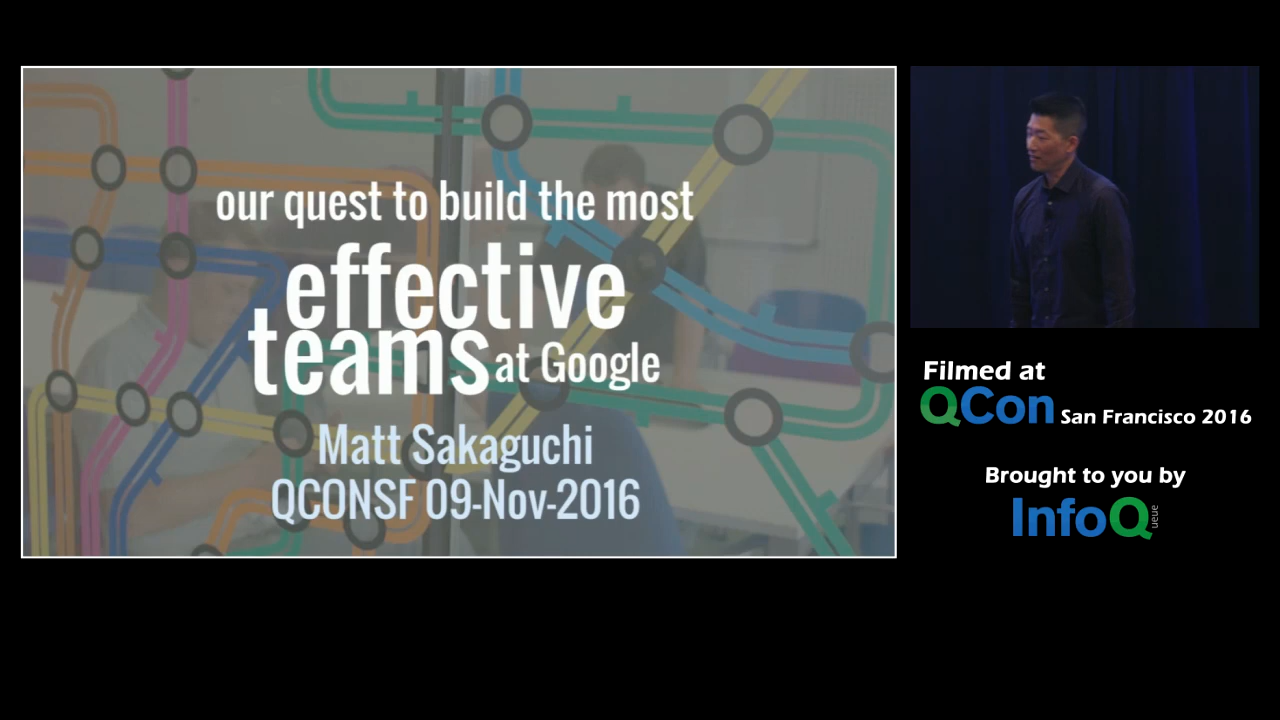 our quest to build the most
effective
teams at Google
Matt Sakaguchi
QCONSF 09-Nov-2016
Filmed at
QCon San Francisco 2016
Brought to you by
InfoQ
ueue